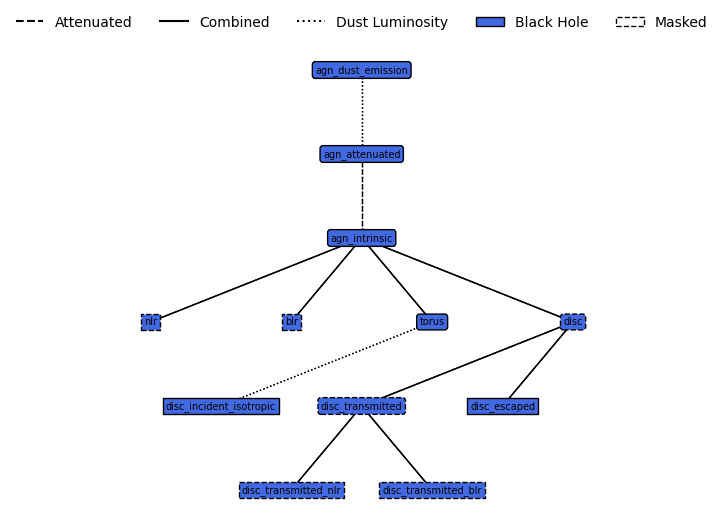 Attenuated Combined Dust Luminosity Black Hole Masked
agn_dust_emission
agn_attenuated
agn_intrinsic
nlr blr torus disc
disc_incident_isotropic disc_transmitted disc_escaped
disc_transmitted_nlr disc_transmitted_blr